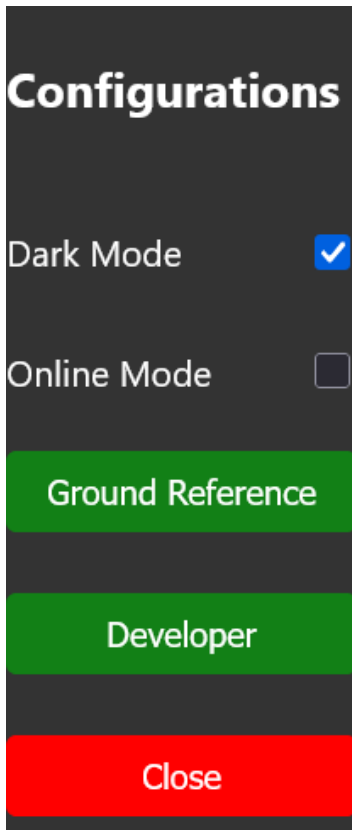 Configurations
Dark Mode
Online Mode
Ground Reference
Developer
Close